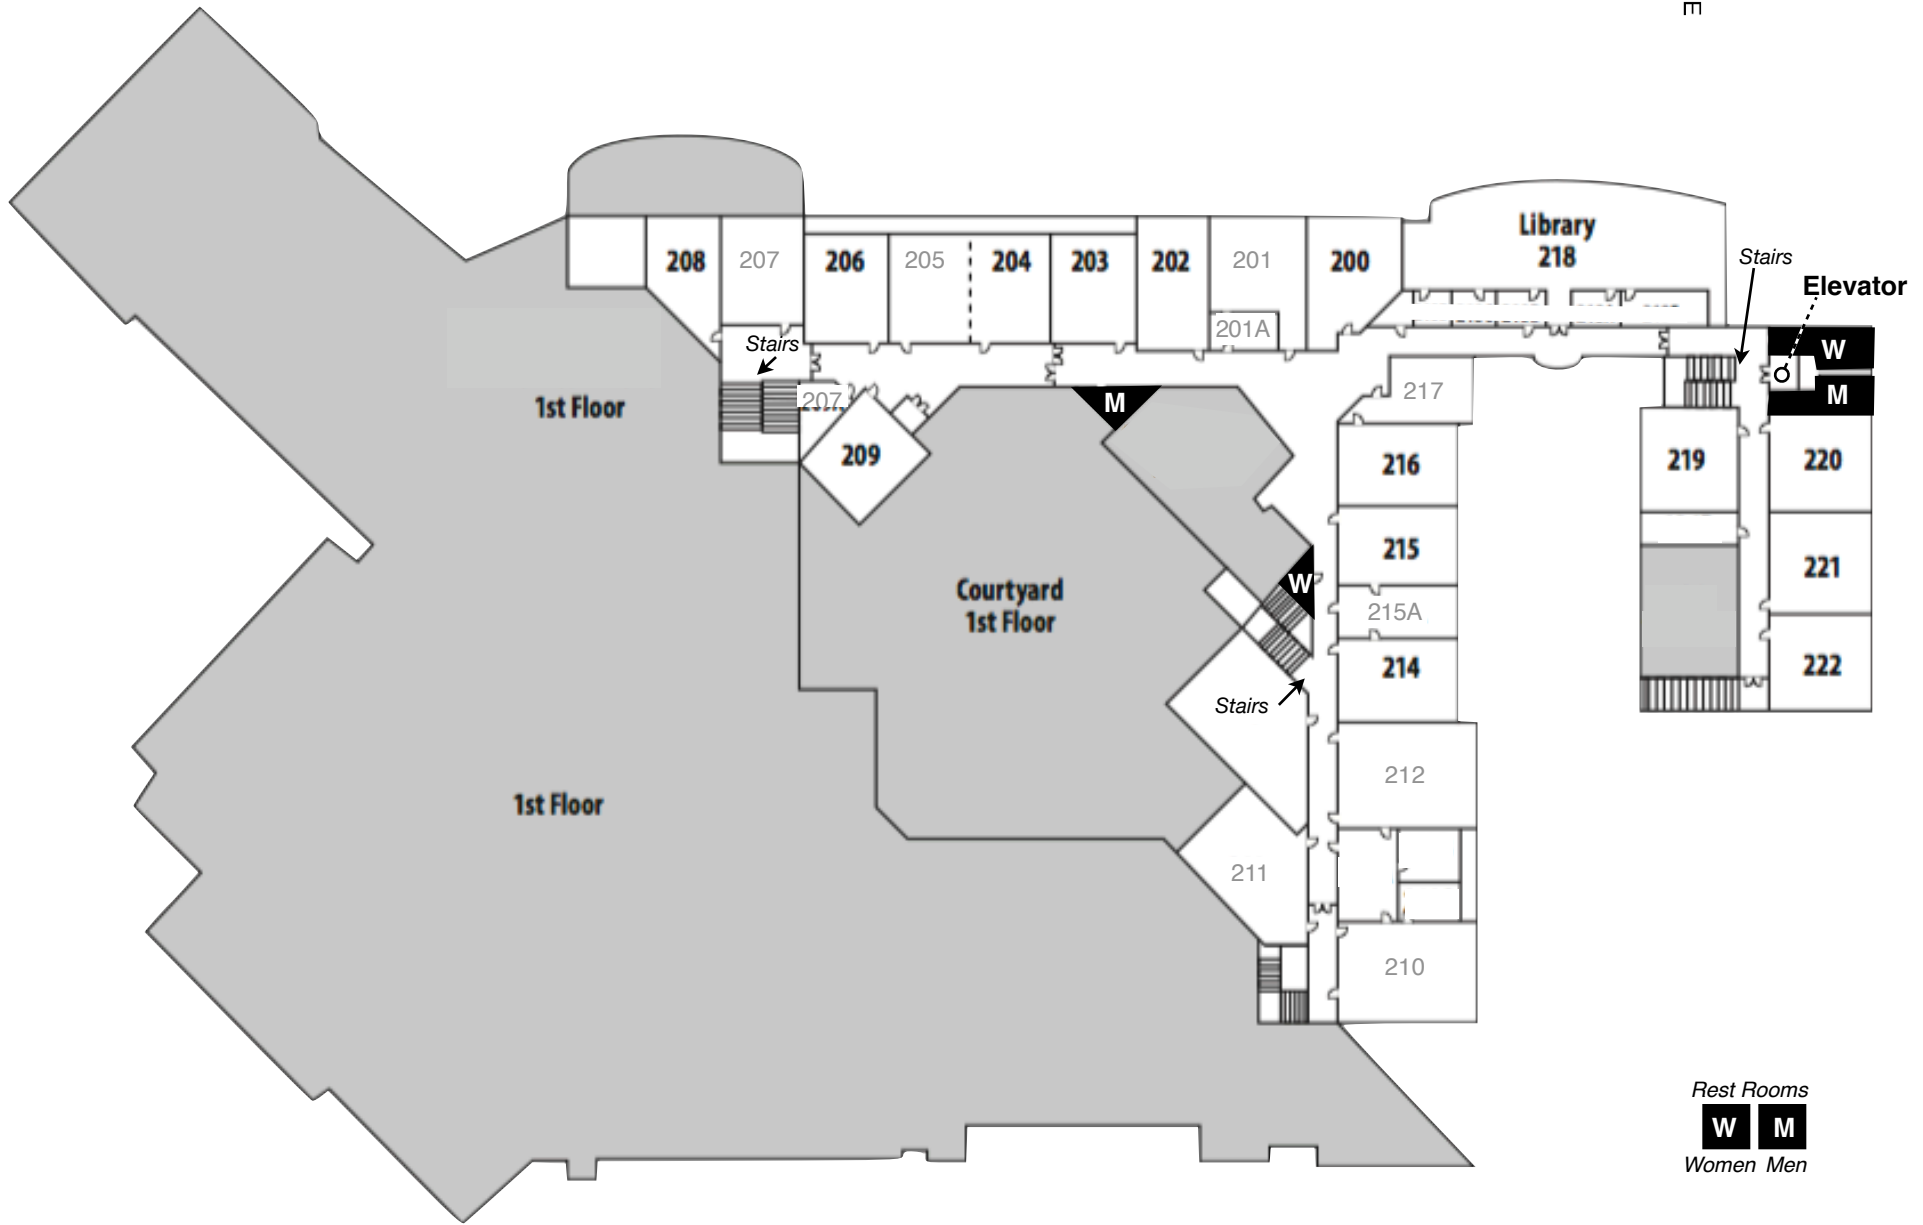 E
Library
218
Stairs
Elevator
208
207
206
205
204
203
202
201
200
201A
Stairs
W
M
207
M
217
1st Floor
209
216
219
220
215
W
221
Courtyard
1st Floor
215A
214
222
Stairs
212
1st Floor
211
210
Rest Rooms
W M
Women Men